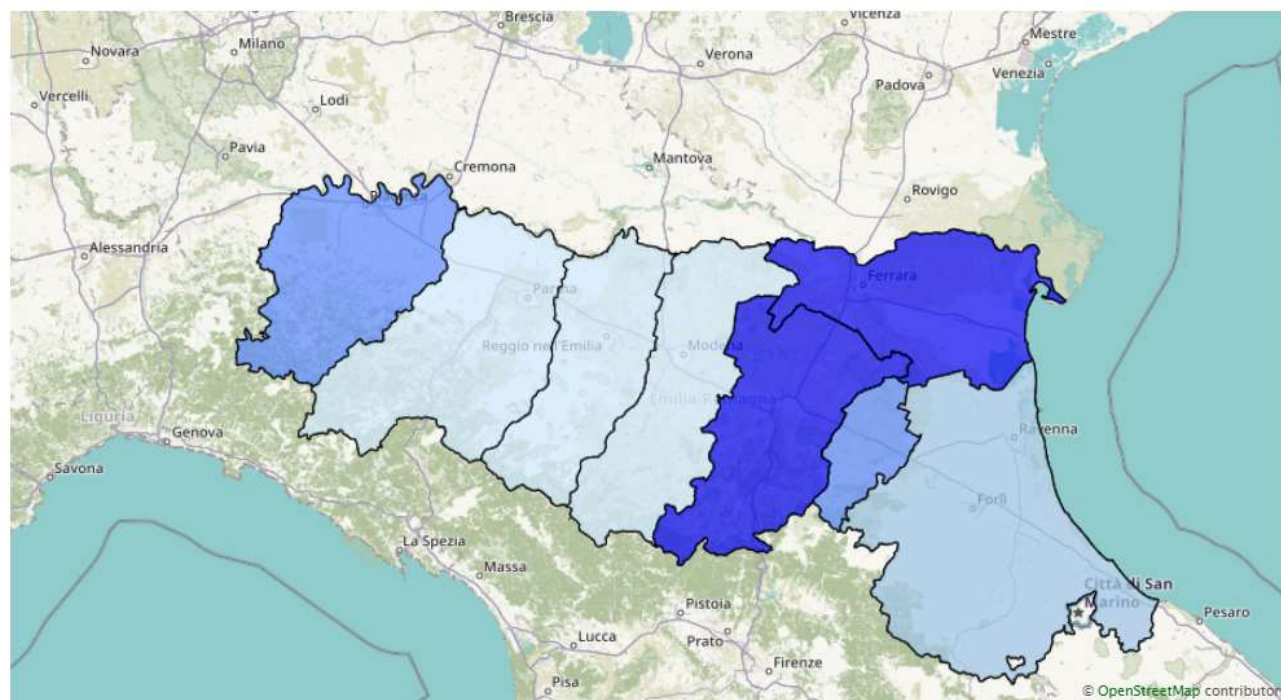 Brescia
Vicenza
Novara
Milano
Verona
Mestre
Padova
Venezia
Vercelli
Lodi
Pavia
Cremona
Mantova
Rovigo
Piacenza
Alessandria
Ferrara
Parma
Reggio nell'Emilia
Modena
Emilia-Romagna
Liguria
Genova
Ravenna
Savona
Forlì
La Spezia
Massa
Città di San
Marino
Pistoia
Pesaro
Prato
Lucca
Firenze
Pisa
© OpenStreetMap contributor